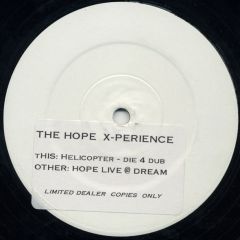 THE HOPE X-PERIENCE
tHIS: HELICOPTER - DIE 4 DUB
OTHER: HOPE LIVE @ DREAM
LIMITED DEALER COPIES ONLY